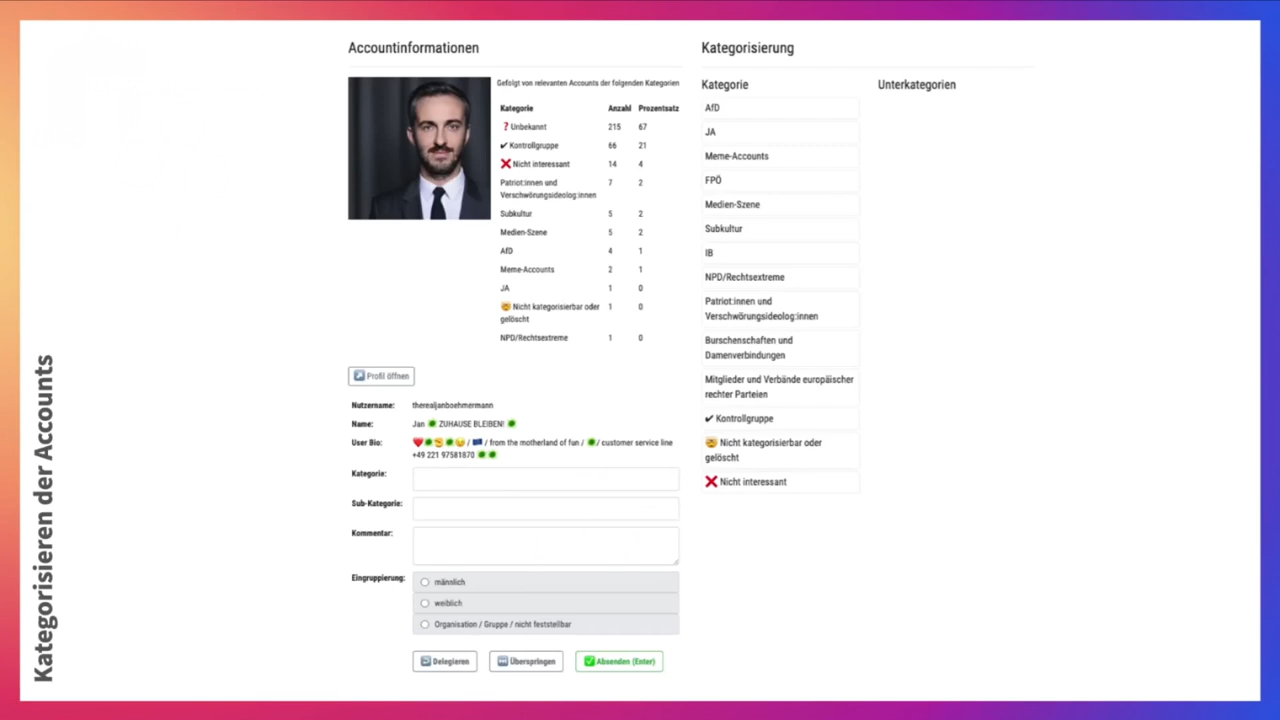 Kategorisieren der Accounts
Accountinformationen
Gefolgt von relevanten Accounts der folgenden Kategorien
Kategorie Anzahl Prozentsatz
❓ Unbekannt 215 67
✔ Kontrollgruppe 66 21
❌ Nicht interessant 14 4
Patriot:innen und 7 2
Verschwörungsideolog:innen
Subkultur 5 2
Medien-Szene 5 2
AfD 4 1
Meme-Accounts 2 1
JA 1 0
🤯 Nicht kategorisierbar oder 1 0
gelöscht
NPD/Rechtsextreme 1 0
↗️ Profil öffnen
Nutzername: therealjanboehmermann
Name: Jan ZUHAUSE BLEIBEN!
User Bio: / / from the motherland of fun / / customer service line
+49 221 97581870
Kategorie:
Sub-Kategorie:
Kommentar:
Eingruppierung: männlich
weiblich
Organisation / Gruppe / nicht feststellbar
Delegieren Überspringen ✅ Absenden (Enter)
Kategorisierung
Kategorie Unterkategorien
AfD
JA
Meme-Accounts
FPÖ
Medien-Szene
Subkultur
IB
NPD/Rechtsextreme
Patriot:innen und
Verschwörungsideolog:innen
Burschenschaften und
Damenverbindungen
Mitglieder und Verbände europäischer
rechter Parteien
✔ Kontrollgruppe
🤯 Nicht kategorisierbar oder
gelöscht
❌ Nicht interessant